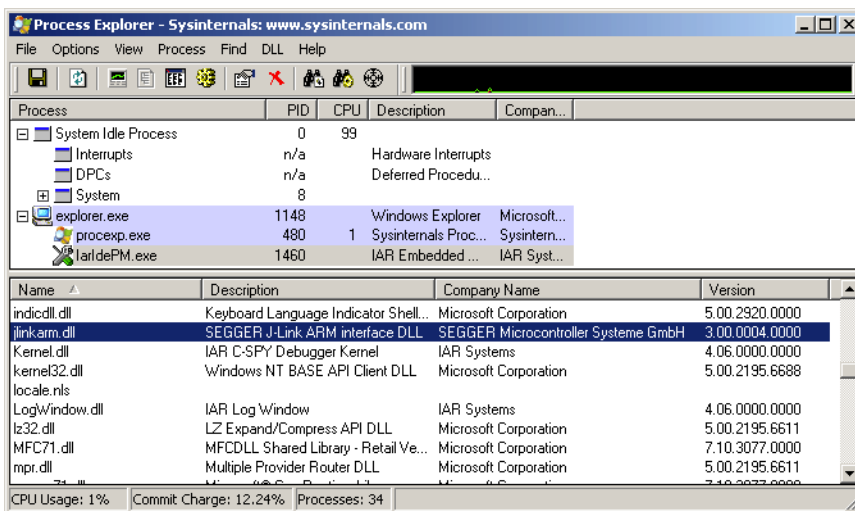 Process Explorer - Sysinternals: www.sysinternals.com
File Options View Process Find DLL Help
Process PID CPU Description Compan...
System Idle Process 0 99
Interrupts n/a Hardware Interrupts
DPCs n/a Deferred Procedu...
System 8
explorer.exe 1148 Windows Explorer Microsoft...
procexp.exe 480 1 Sysinternals Proc... Sysintern...
IarIdePM.exe 1460 IAR Embedded ... IAR Syst...
Name Description Company Name Version
indicdll.dll Keyboard Language Indicator Shell... Microsoft Corporation 5.00.2920.0000
jlinkarm.dll SEGGER J-Link ARM interface DLL SEGGER Microcontroller Systeme GmbH 3.00.0004.0000
Kernel.dll IAR C-SPY Debugger Kernel IAR Systems 4.06.0000.0000
kernel32.dll Windows NT BASE API Client DLL Microsoft Corporation 5.00.2195.6688
locale.nls
LogWindow.dll IAR Log Window IAR Systems 4.06.0000.0000
lz32.dll LZ Expand/Compress API DLL Microsoft Corporation 5.00.2195.6611
MFC71.dll MFCDLL Shared Library - Retail Ve... Microsoft Corporation 7.10.3077.0000
mpr.dll Multiple Provider Router DLL Microsoft Corporation 5.00.2195.6611
CPU Usage: 1% Commit Charge: 12.24% Processes: 34